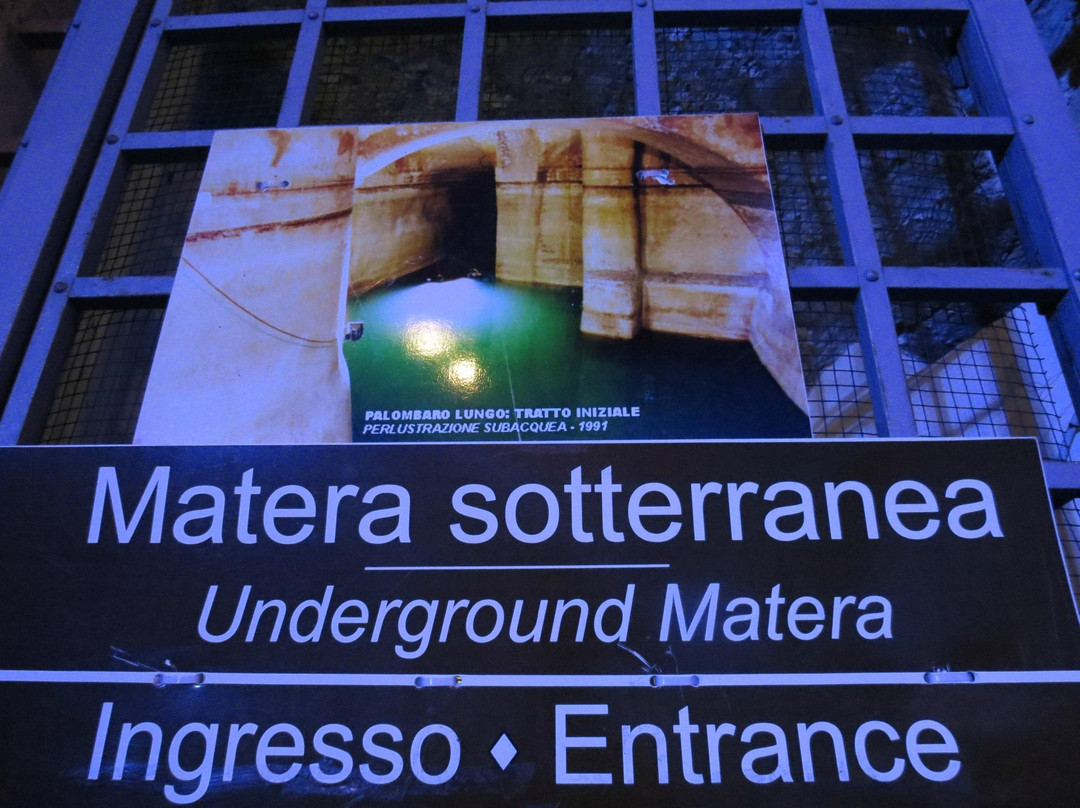 PALOMBARO LUNGO: TRATTO INIZIALE
PERLUSTRAZIONE SUBACQUEA - 1991
Matera sotterranea
Underground Matera
Ingresso ♦ Entrance